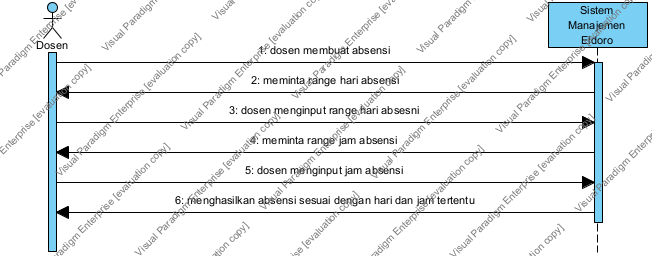 Dosen
Sistem
Manajemen
Eldoro
1: dosen membuat absensi
2: meminta range hari absensi
3: dosen menginput range hari absesni
4: meminta range jam absensi
5: dosen menginput jam absensi
6: menghasilkan absensi sesuai dengan hari dan jam tertentu
Visual Paradigm Enterprise [evaluation copy]